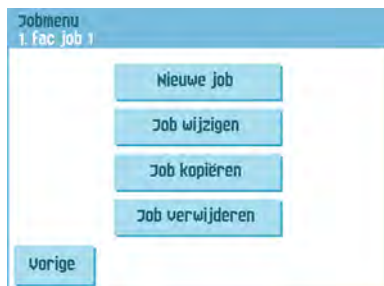 Jobmenu
1. Fac job 1
Nieuwe job
Job wijzigen
Job kopiëren
Job verwijderen
Vorige